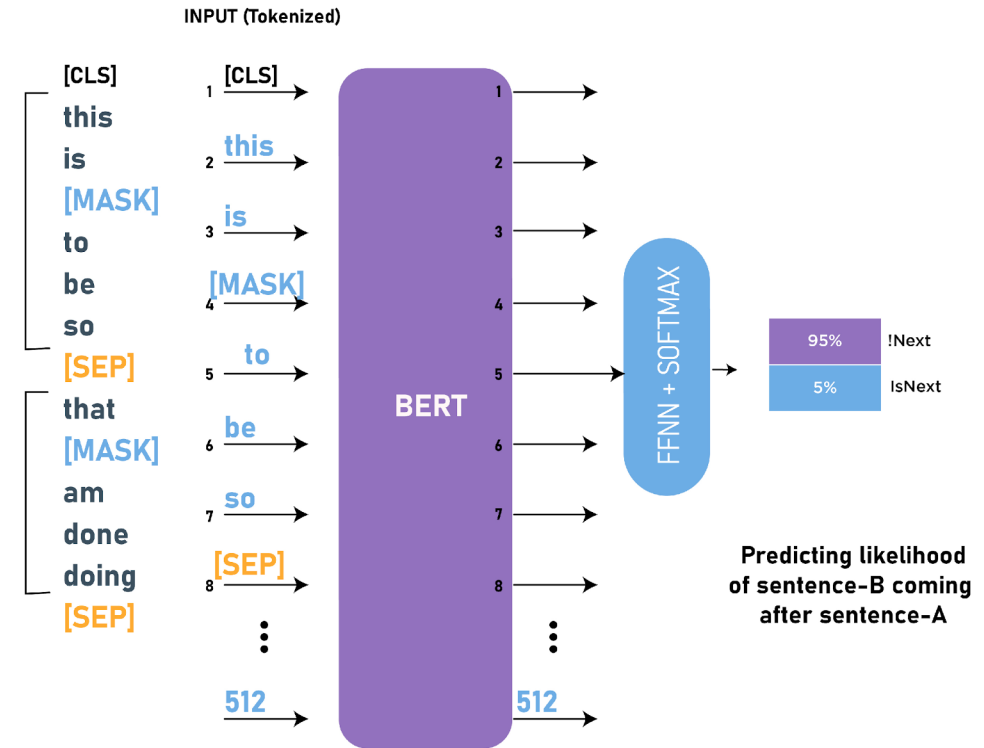 INPUT (Tokenized)
[CLS]
this
is
[MASK]
to
be
so
[SEP]
that
[MASK]
am
done
doing
[SEP]
1 [CLS]
2 this
3 is
4 [MASK]
5 to
6 be
7 so
8 [SEP]
512
BERT
1
2
3
4
5
6
7
8
512
FFNN + SOFTMAX
95% !Next
5% IsNext
Predicting likelihood
of sentence-B coming
after sentence-A